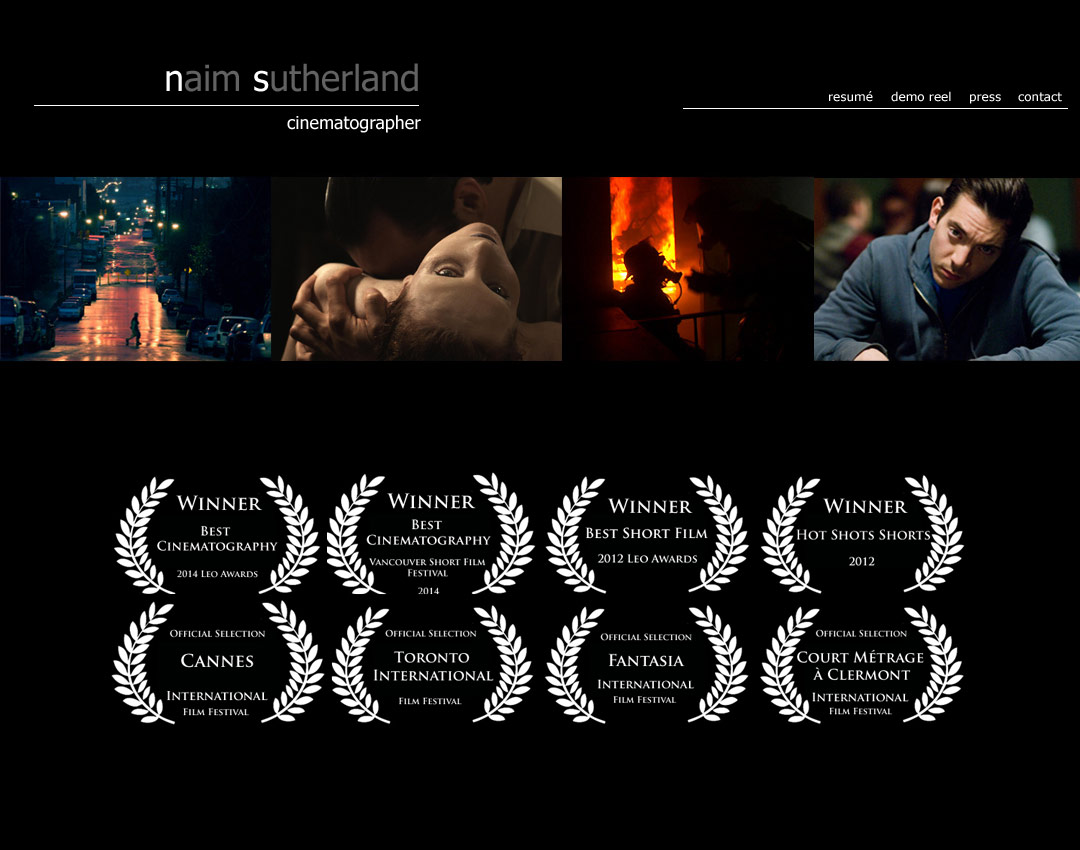 naim sutherland
cinematographer
resumé demo reel press contact
WINNER
BEST
CINEMATOGRAPHY
2014 LEO AWARDS
WINNER
BEST
CINEMATOGRAPHY
VANCOUVER SHORT FILM
FESTIVAL
2014
WINNER
BEST SHORT FILM
2012 LEO AWARDS
WINNER
HOT SHOTS SHORTS
2012
OFFICIAL SELECTION
CANNES
INTERNATIONAL
FILM FESTIVAL
OFFICIAL SELECTION
TORONTO
INTERNATIONAL
FILM FESTIVAL
OFFICIAL SELECTION
FANTASIA
INTERNATIONAL
FILM FESTIVAL
OFFICIAL SELECTION
COURT MÉTRAGE
À CLERMONT
INTERNATIONAL
FILM FESTIVAL